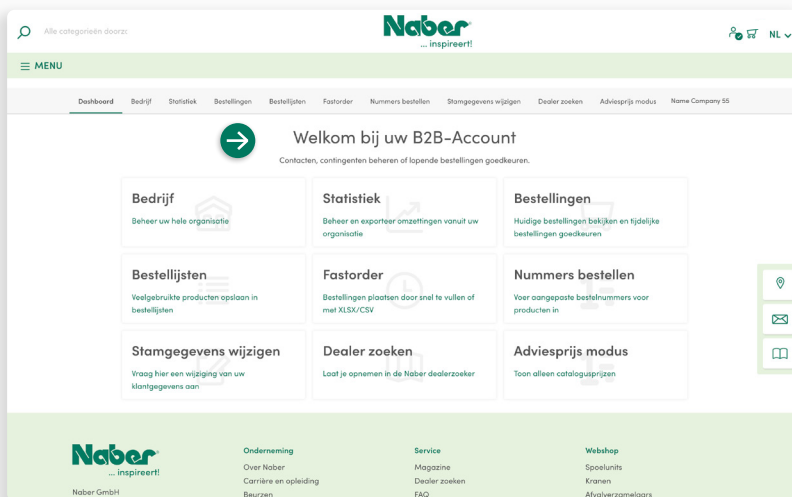 Alle categorieën doorzc
Naber
... inspireert!
NL
MENU
Dashboard Bedrijf Statistiek Bestellingen Bestellijsten Fastorder Nummers bestellen Stamgegevens wijzigen Dealer zoeken Adviesprijs modus Name Company 55
Welkom bij uw B2B-Account
Contacten, contingenten beheren of lopende bestellingen goedkeuren.
Bedrijf
Beheer uw hele organisatie
Statistiek
Beheer en exporteer omzettingen vanuit uw
organisatie
Bestellingen
Huidige bestellingen bekijken en tijdelijke
bestellingen goedkeuren
Bestellijsten
Veelgebruikte producten opslaan in
bestellijsten
Fastorder
Bestellingen plaatsen door snel te vullen of
met XLSX/CSV
Nummers bestellen
Voer aangepaste bestelnummers voor
producten in
Stamgegevens wijzigen
Vraag hier een wijziging van uw
klantgegevens aan
Dealer zoeken
Laat je opnemen in de Naber dealerzoeker
Adviesprijs modus
Toon alleen catalogusprijzen
Naber
... inspireert!
Naber GmbH
Onderneming
Over Naber
Carrière en opleiding
Beurzen
Service
Magazine
Dealer zoeken
FAQ
Webshop
Spoelunits
Kranen
Afvalverzamelaars